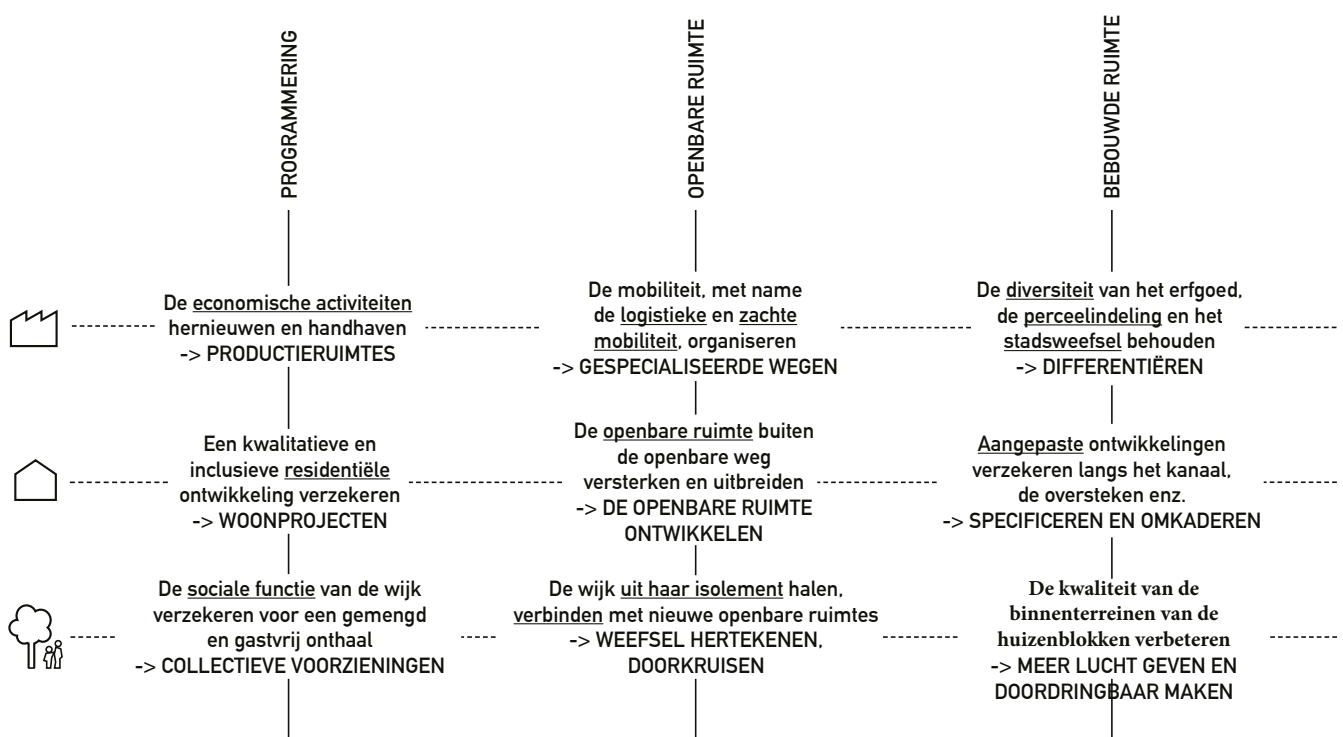 PROGRAMMERING
OPENBARE RUIMTE
BEBOUWDE RUIMTE
De economische activiteiten
hernieuwen en handhaven
-> PRODUCTIERUIMTES
De mobiliteit, met name
de logistieke en zachte
mobiliteit, organiseren
-> GESPECIALISEERDE WEGEN
De diversiteit van het erfgoed,
de perceelindeling en het
stadsweefsel behouden
-> DIFFERENTIËREN
Een kwalitatieve en
inclusieve residentiële
ontwikkeling verzekeren
-> WOONPROJECTEN
De openbare ruimte buiten
de openbare weg
versterken en uitbreiden
-> DE OPENBARE RUIMTE
ONTWIKKELEN
Aangepaste ontwikkelingen
verzekeren langs het kanaal,
de oversteken enz.
-> SPECIFICEREN EN OMKADEREN
De sociale functie van de wijk
verzekeren voor een gemengd
en gastvrij onthaal
-> COLLECTIEVE VOORZIENINGEN
De wijk uit haar isolement halen,
verbinden met nieuwe openbare ruimtes
-> WEEFSEL HERTEKENEN,
DOORKRUISEN
De kwaliteit van de
binnenterreinen van de
huizenblokken verbeteren
-> MEER LUCHT GEVEN EN
DOORDRINGBAAR MAKEN